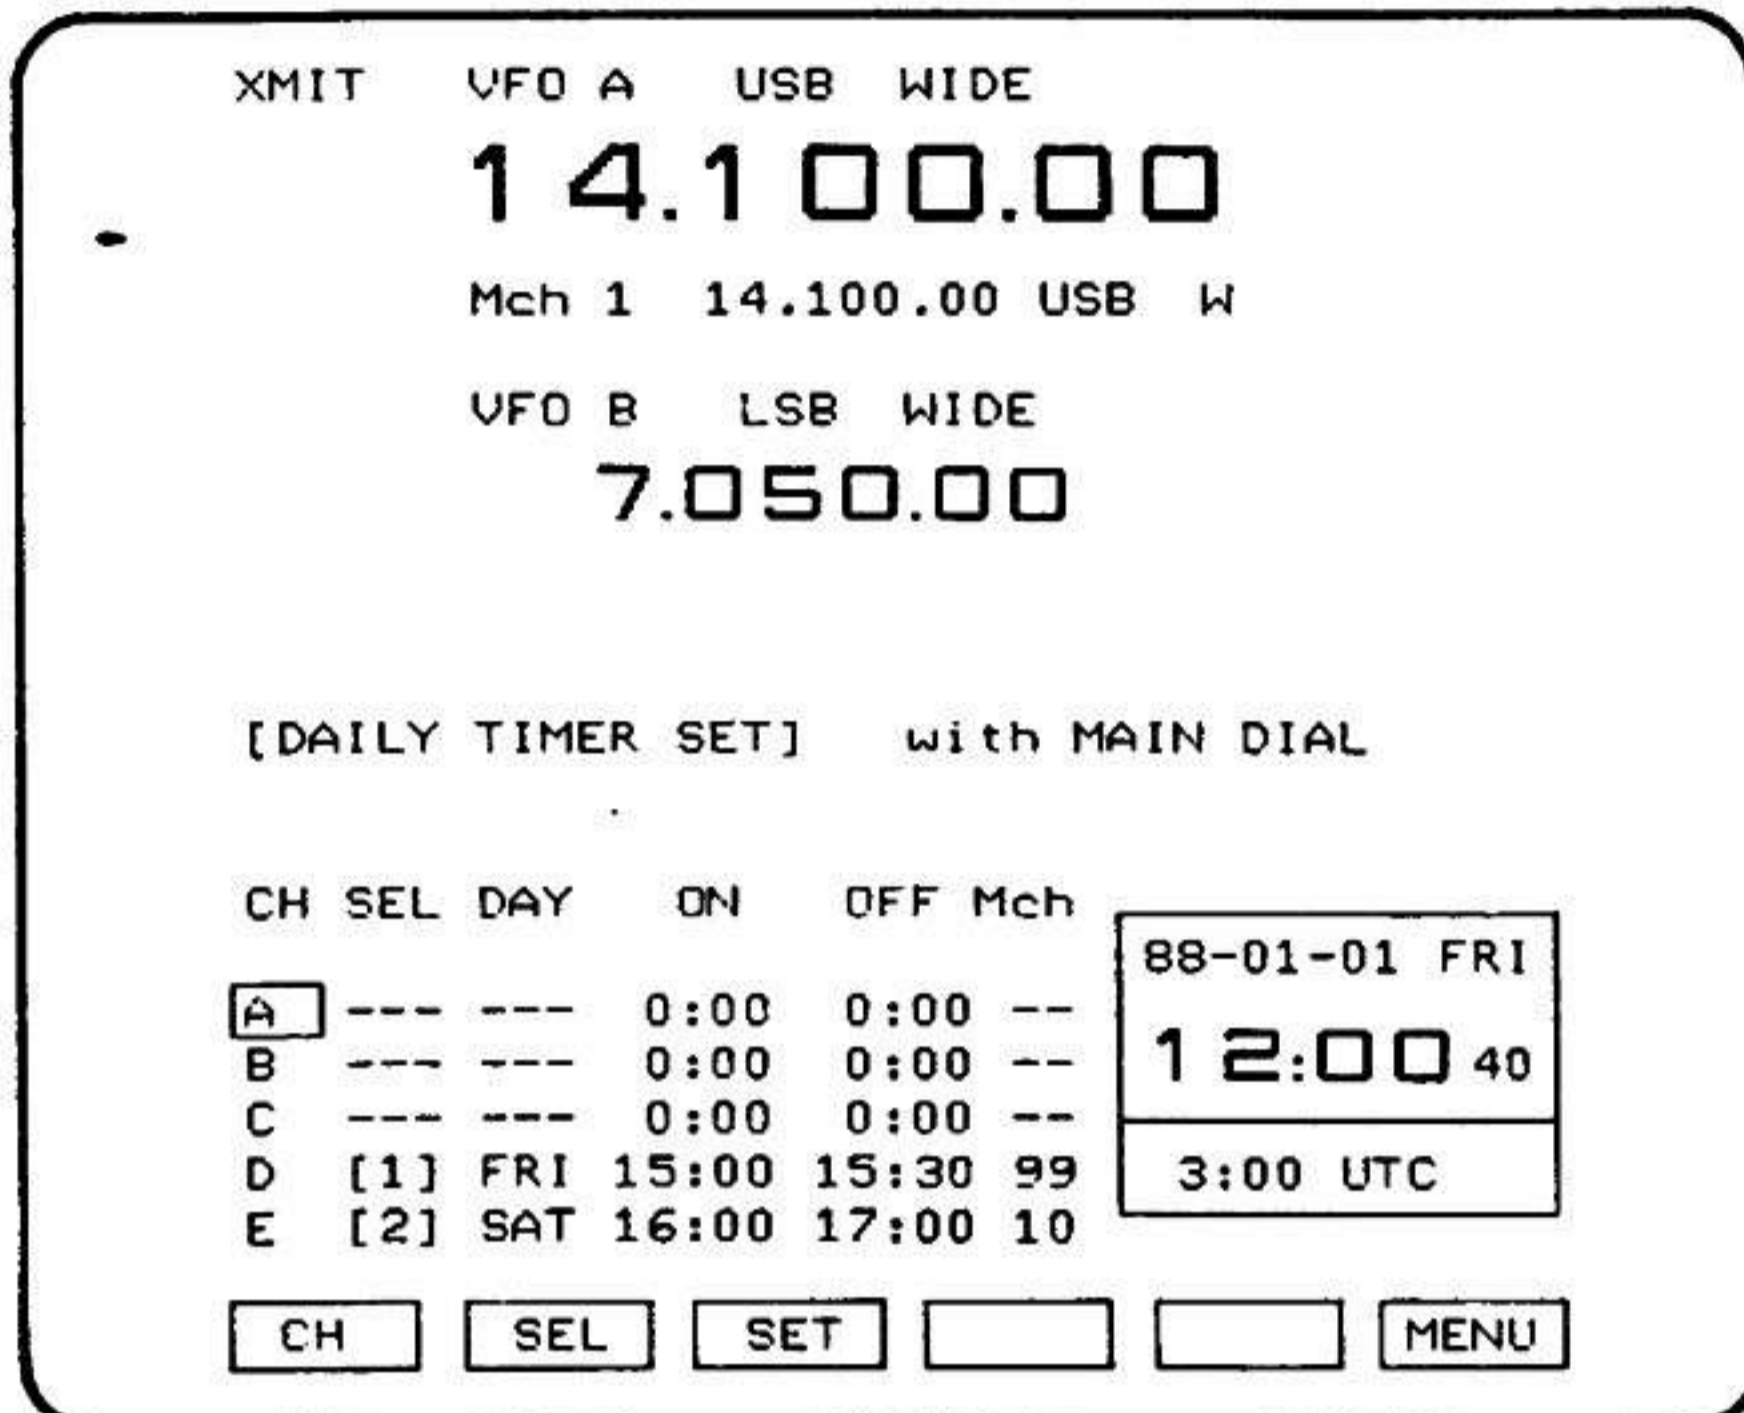 XMIT VFO A USB WIDE
14.100.00
Mch 1 14.100.00 USB W
VFO B LSB WIDE
7.050.00
[DAILY TIMER SET] with MAIN DIAL
CH SEL DAY ON OFF Mch
A --- --- 0:00 0:00 --
B --- --- 0:00 0:00 --
C --- --- 0:00 0:00 --
D [1] FRI 15:00 15:30 99
E [2] SAT 16:00 17:00 10
88-01-01 FRI
12:00 40
3:00 UTC
CH SEL SET MENU